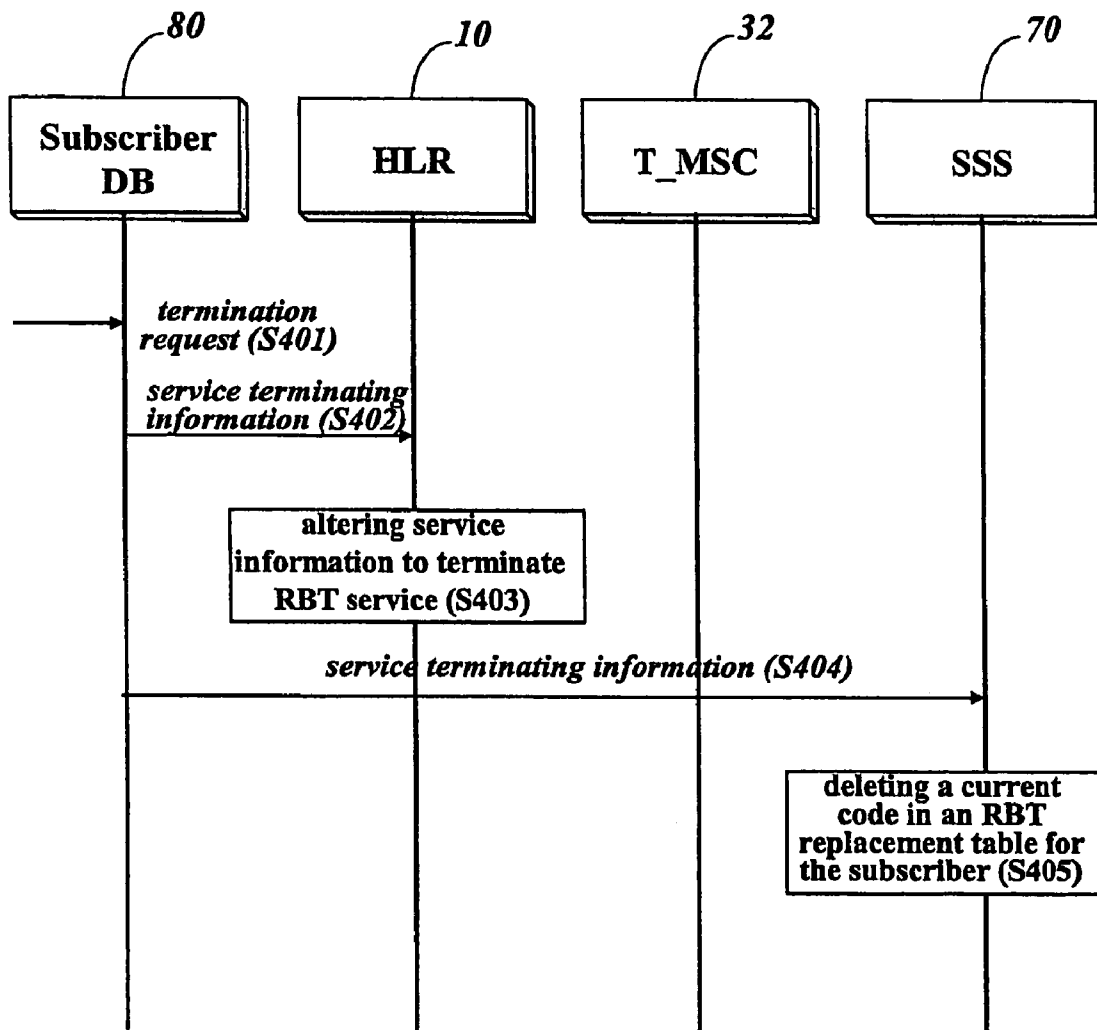 80
10
32
70
Subscriber
DB
HLR
T_MSC
SSS
termination
request (S401)
service terminating
information (S402)
altering service
information to terminate
RBT service (S403)
service terminating information (S404)
deleting a current
code in an RBT
replacement table for
the subscriber (S405)